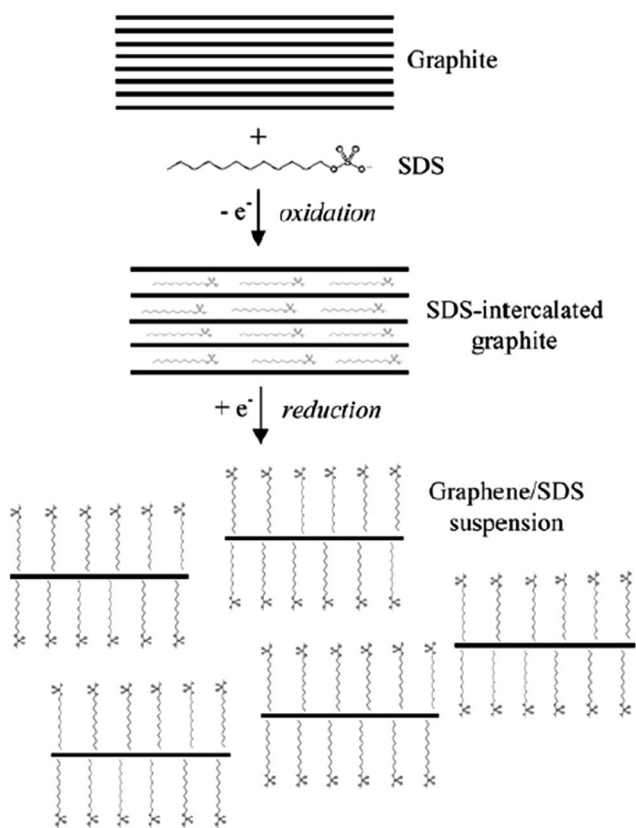 Graphite
+
SDS
- e⁻ oxidation
SDS-intercalated
graphite
+ e⁻ reduction
Graphene/SDS
suspension